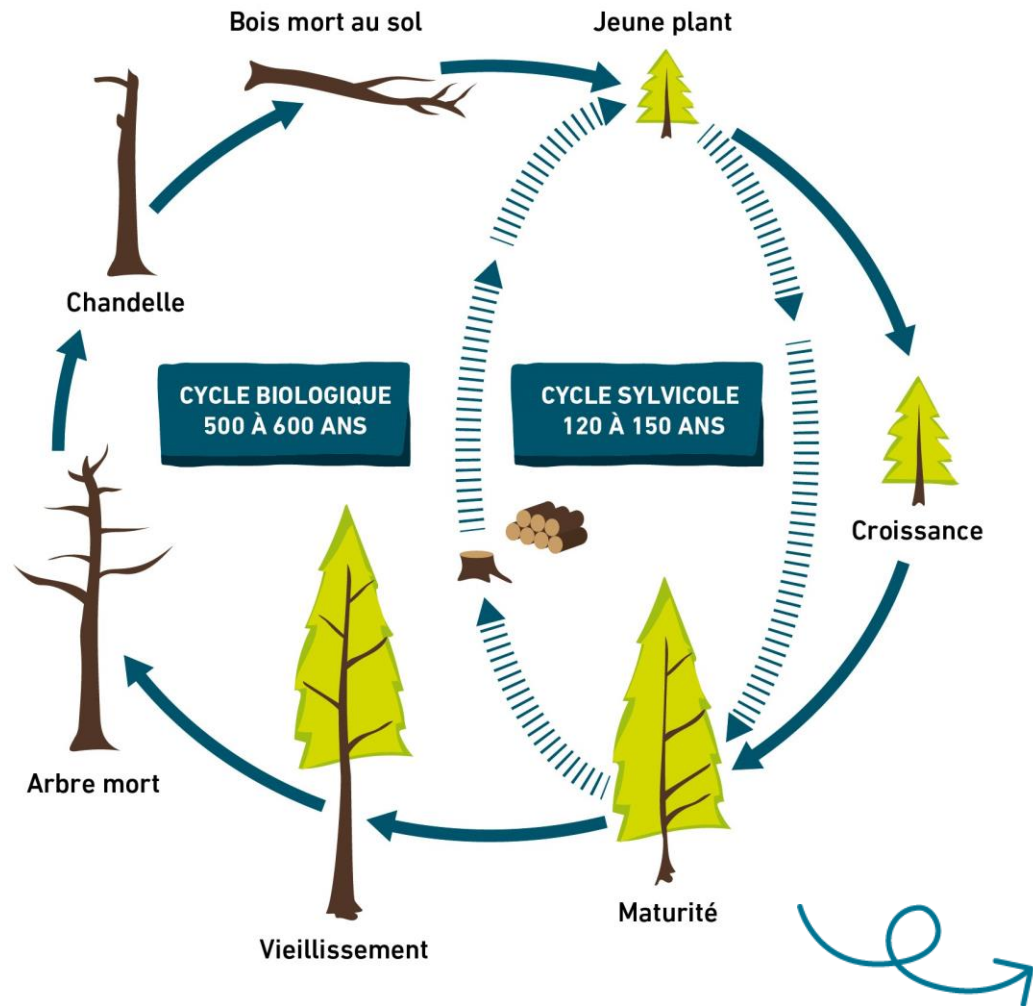 Bois mort au sol
Jeune plant
Chandelle
CYCLE BIOLOGIQUE
500 À 600 ANS
CYCLE SYLVICOLE
120 À 150 ANS
Croissance
Arbre mort
Maturité
Vieillissement